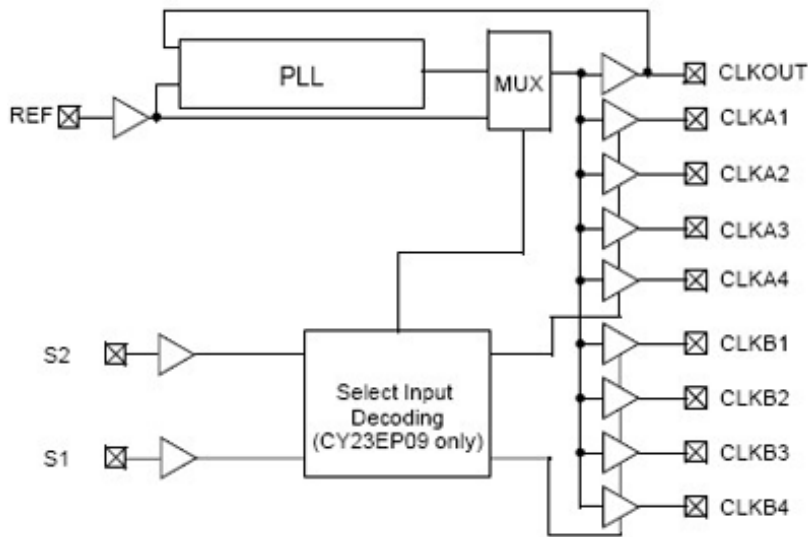 PLL
MUX
REF
CLKOUT
CLKA1
CLKA2
CLKA3
CLKA4
S2
Select Input
Decoding
(CY23EP09 only)
S1
CLKB1
CLKB2
CLKB3
CLKB4